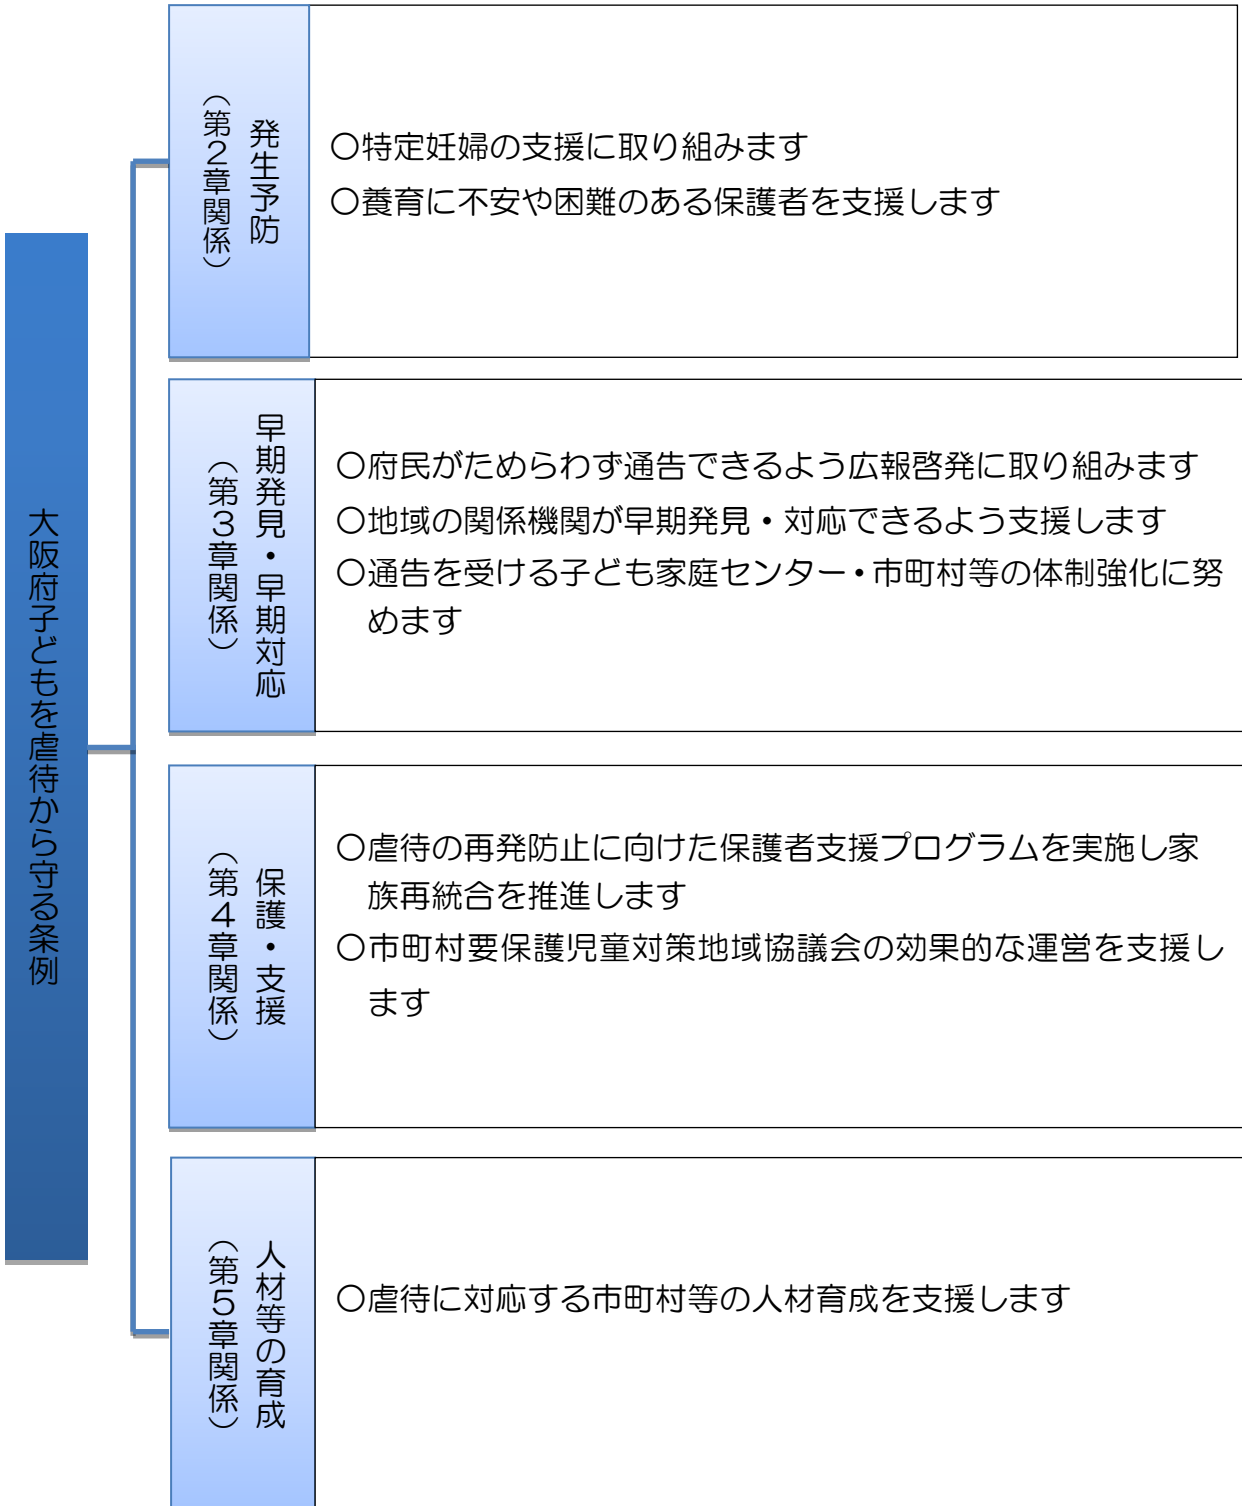 大阪府子どもを虐待から守る条例
発生予防
（第２章関係）
○特定妊婦の支援に取り組みます
○養育に不安や困難のある保護者を支援します
早期発見・早期対応
（第３章関係）
○府民がためらわず通告できるよう広報啓発に取り組みます
○地域の関係機関が早期発見・対応できるよう支援します
○通告を受ける子ども家庭センター・市町村等の体制強化に努
めます
保護・支援
（第４章関係）
○虐待の再発防止に向けた保護者支援プログラムを実施し家
族再統合を推進します
○市町村要保護児童対策地域協議会の効果的な運営を支援し
ます
人材等の育成
（第５章関係）
○虐待に対応する市町村等の人材育成を支援します